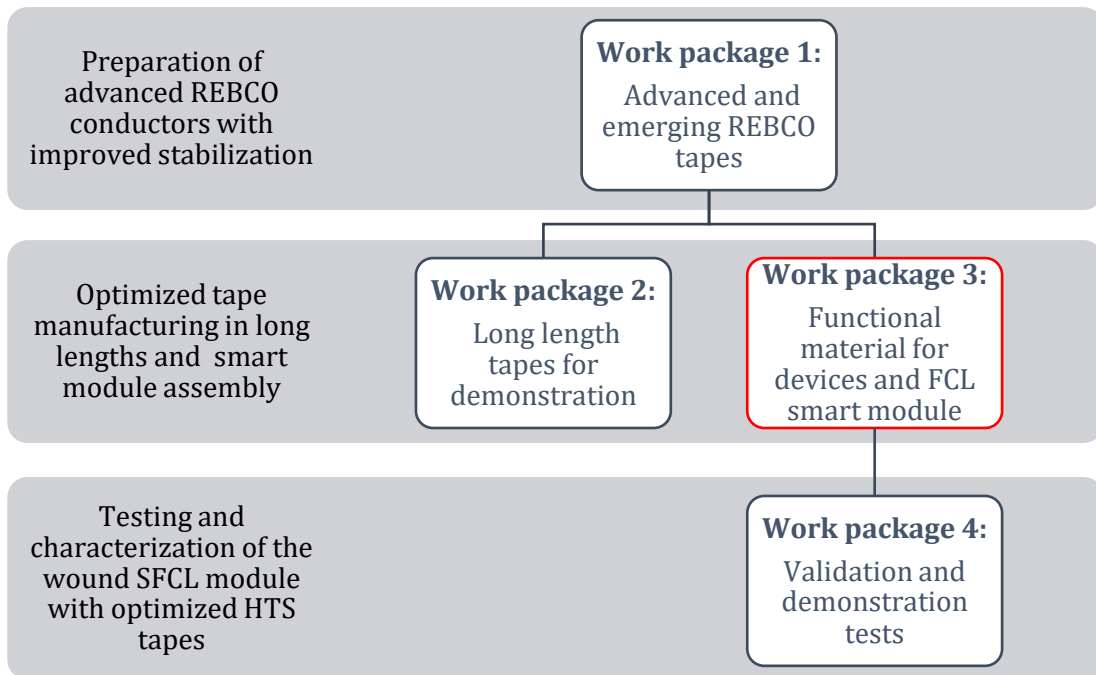 Preparation of
advanced REBCO
conductors with
improved stabilization
Work package 1:
Advanced and
emerging REBCO
tapes
Optimized tape
manufacturing in long
lengths and smart
module assembly
Work package 2:
Long length
tapes for
demonstration
Work package 3:
Functional
material for
devices and FCL
smart module
Testing and
characterization of the
wound SFCL module
with optimized HTS
tapes
Work package 4:
Validation and
demonstration
tests